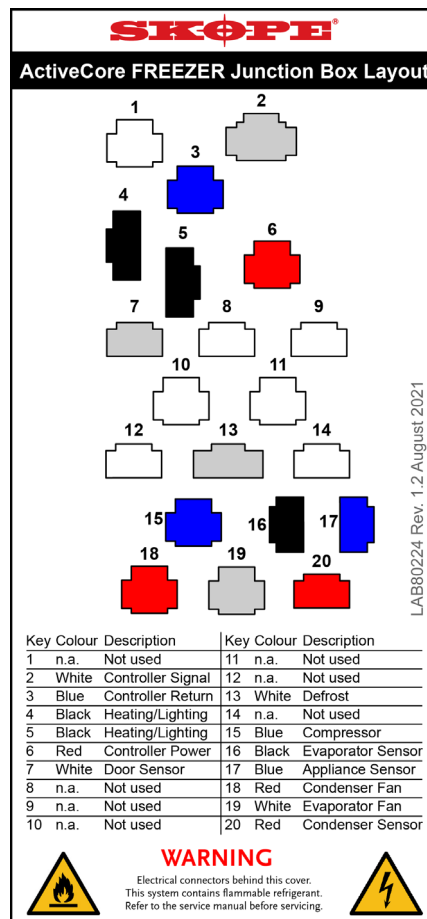 SKOPE®
ActiveCore FREEZER Junction Box Layout
1
2
3
4
5
6
7
8
9
10
11
12
13
14
15
16
17
18
19
20
LAB80224 Rev. 1.2 August 2021
Key Colour Description Key Colour Description
1 n.a. Not used 11 n.a. Not used
2 White Controller Signal 12 n.a. Not used
3 Blue Controller Return 13 White Defrost
4 Black Heating/Lighting 14 n.a. Not used
5 Black Heating/Lighting 15 Blue Compressor
6 Red Controller Power 16 Black Evaporator Sensor
7 White Door Sensor 17 Blue Appliance Sensor
8 n.a. Not used 18 Red Condenser Fan
9 n.a. Not used 19 White Evaporator Fan
10 n.a. Not used 20 Red Condenser Sensor
WARNING
Electrical connectors behind this cover.
This system contains flammable refrigerant.
Refer to the service manual before servicing.